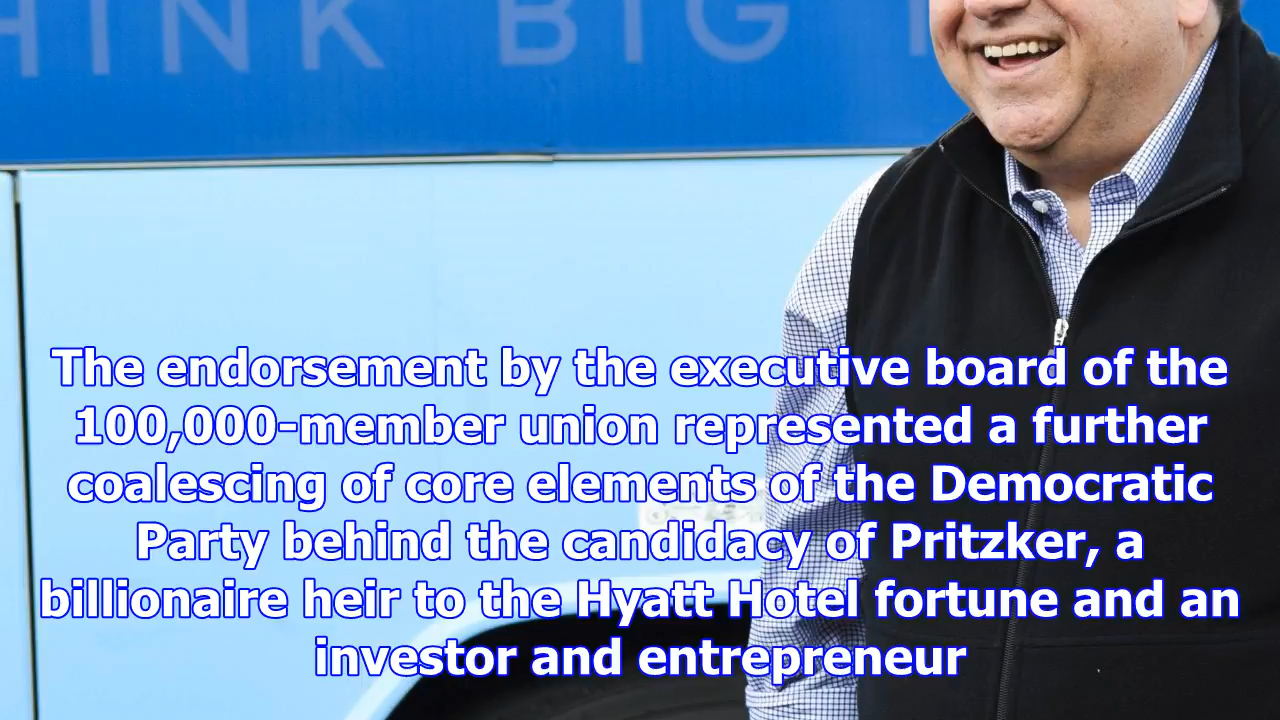 HINK BIG
The endorsement by the executive board of the
100,000-member union represented a further
coalescing of core elements of the Democratic
Party behind the candidacy of Pritzker, a
billionaire heir to the Hyatt Hotel fortune and an
investor and entrepreneur